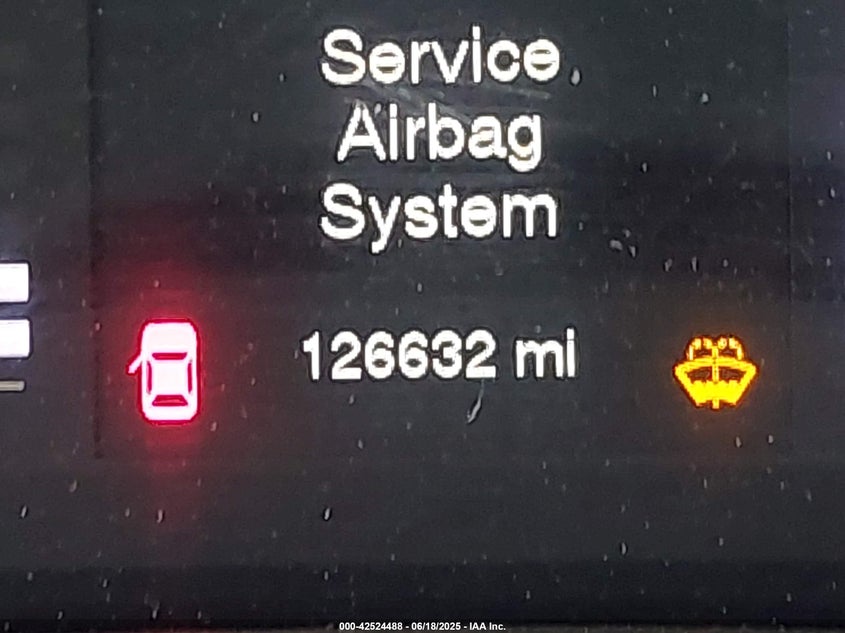 Service
Airbag
System
126632 mi
000-42524488 - 06/18/2025 - IAA Inc.